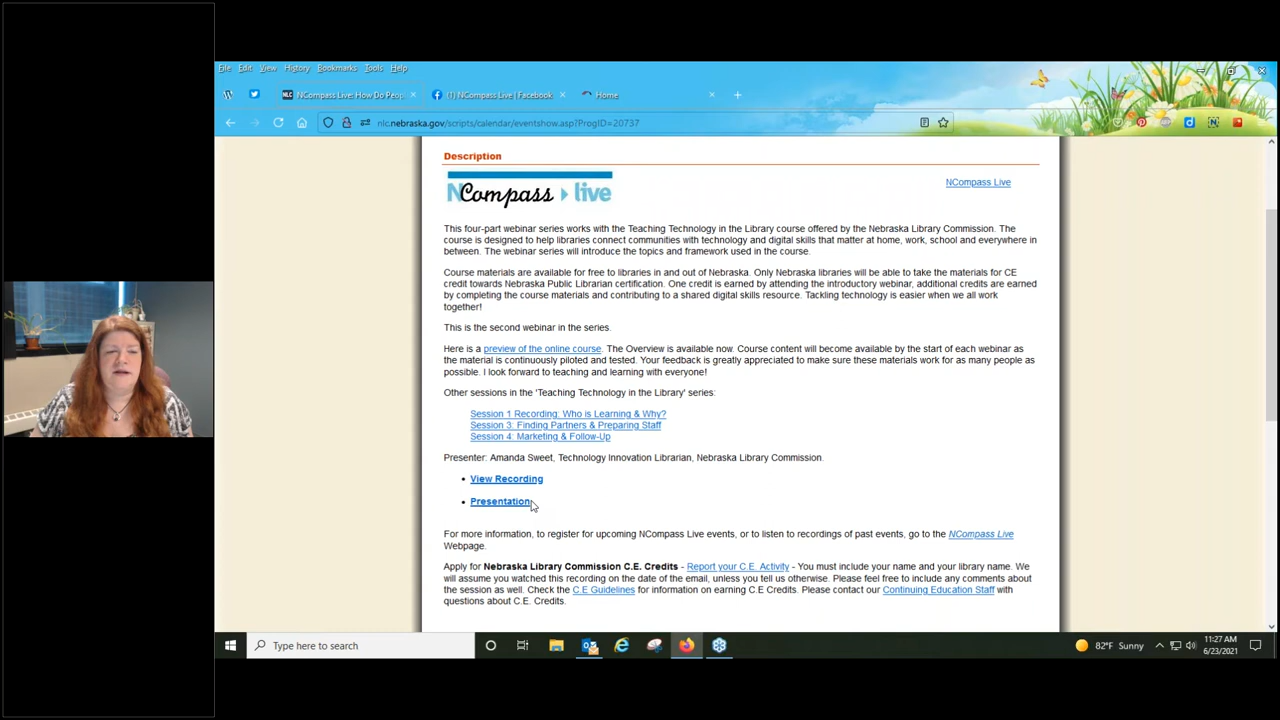 File Edit View History Bookmarks Tools Help
NCompass Live: How Do Peopl
(1) NCompass Live | Facebook
Home
nlc.nebraska.gov/scripts/calendar/eventshow.asp?ProgID=20737
Description
NCompass live
NCompass Live
This four-part webinar series works with the Teaching Technology in the Library course offered by the Nebraska Library Commission. The
course is designed to help libraries connect communities with technology and digital skills that matter at home, work, school and everywhere in
between. The webinar series will introduce the topics and framework used in the course.
Course materials are available for free to libraries in and out of Nebraska. Only Nebraska libraries will be able to take the materials for CE
credit towards Nebraska Public Librarian certification. One credit is earned by attending the introductory webinar, additional credits are earned
by completing the course materials and contributing to a shared digital skills resource. Tackling technology is easier when we all work
together!
This is the second webinar in the series.
Here is a preview of the online course. The Overview is available now. Course content will become available by the start of each webinar as
the material is continuously piloted and tested. Your feedback is greatly appreciated to make sure these materials work for as many people as
possible. I look forward to teaching and learning with everyone!
Other sessions in the 'Teaching Technology in the Library' series:
Session 1 Recording: Who is Learning & Why?
Session 3: Finding Partners & Preparing Staff
Session 4: Marketing & Follow-Up
Presenter: Amanda Sweet, Technology Innovation Librarian, Nebraska Library Commission.
• View Recording
• Presentation
For more information, to register for upcoming NCompass Live events, or to listen to recordings of past events, go to the NCompass Live
Webpage.
Apply for Nebraska Library Commission C.E. Credits - Report your C.E. Activity - You must include your name and your library name. We
will assume you watched this recording on the date of the email, unless you tell us otherwise. Please feel free to include any comments about
the session as well. Check the C.E Guidelines for information on earning C.E Credits. Please contact our Continuing Education Staff with
questions about C.E. Credits.
Type here to search
82°F Sunny
11:27 AM
6/23/2021